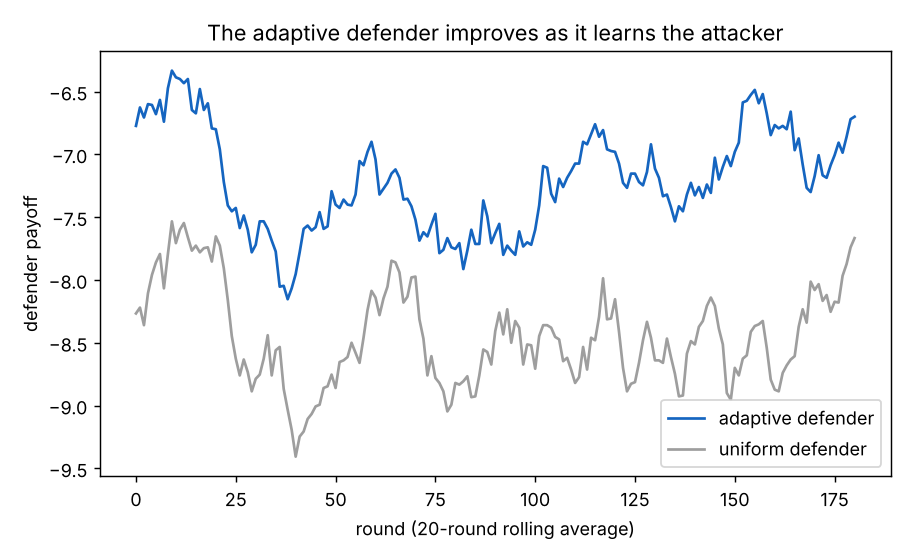 The adaptive defender improves as it learns the attacker
defender payoff
−6.5
−7.0
−7.5
−8.0
−8.5
−9.0
−9.5
0 25 50 75 100 125 150 175
round (20-round rolling average)
adaptive defender
uniform defender